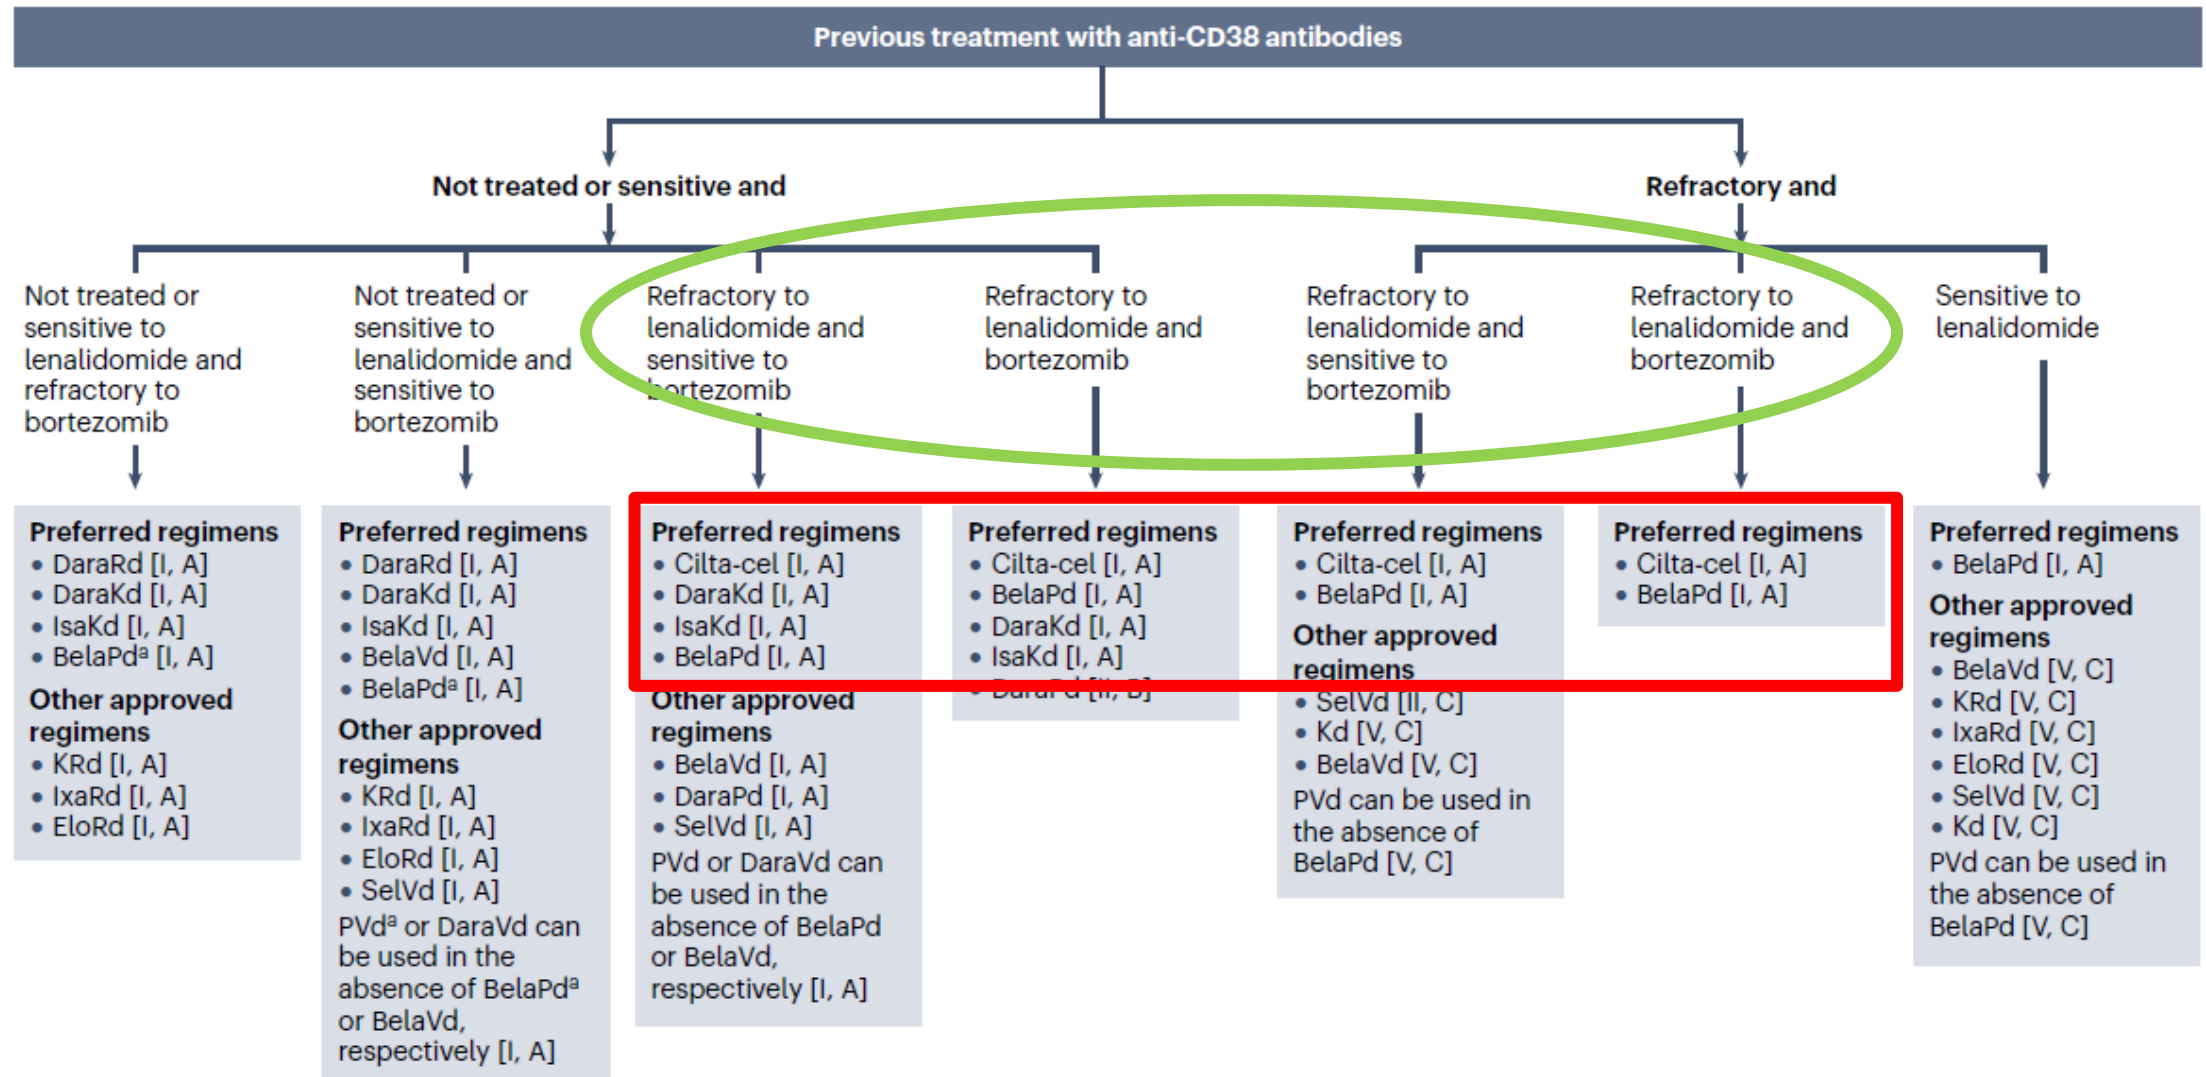 Previous treatment with anti-CD38 antibodies
Not treated or sensitive and
Refractory and
Not treated or
sensitive to
lenalidomide and
refractory to
bortezomib
Not treated or
sensitive to
lenalidomide and
sensitive to
bortezomib
Refractory to
lenalidomide and
sensitive to
bortezomib
Refractory to
lenalidomide and
bortezomib
Refractory to
lenalidomide and
sensitive to
bortezomib
Refractory to
lenalidomide and
bortezomib
Sensitive to
lenalidomide
Preferred regimens
• DaraRd [I, A]
• DaraKd [I, A]
• IsaKd [I, A]
• BelaPdª [I, A]
Other approved
regimens
• KRd [I, A]
• IxaRd [I, A]
• EloRd [I, A]
Preferred regimens
• DaraRd [I, A]
• DaraKd [I, A]
• IsaKd [I, A]
• BelaVd [I, A]
• BelaPdª [I, A]
Other approved
regimens
• KRd [I, A]
• IxaRd [I, A]
• EloRd [I, A]
• SelVd [I, A]
PVdª or DaraVd can
be used in the
absence of BelaPdª
or BelaVd,
respectively [I, A]
Preferred regimens
• Cilta-cel [I, A]
• DaraKd [I, A]
• IsaKd [I, A]
• BelaPd [I, A]
Other approved
regimens
• BelaVd [I, A]
• DaraPd [I, A]
• SelVd [I, A]
PVd or DaraVd can
be used in the
absence of BelaPd
or BelaVd,
respectively [I, A]
Preferred regimens
• Cilta-cel [I, A]
• BelaPd [I, A]
• DaraKd [I, A]
• IsaKd [I, A]
• DaraPd [II, B]
Preferred regimens
• Cilta-cel [I, A]
• BelaPd [I, A]
Other approved
regimens
• SelVd [II, C]
• Kd [V, C]
• BelaVd [V, C]
PVd can be used in
the absence of
BelaPd [V, C]
Preferred regimens
• Cilta-cel [I, A]
• BelaPd [I, A]
Preferred regimens
• BelaPd [I, A]
Other approved
regimens
• BelaVd [V, C]
• KRd [V, C]
• IxaRd [V, C]
• EloRd [V, C]
• SelVd [V, C]
• Kd [V, C]
PVd can be used in
the absence of
BelaPd [V, C]